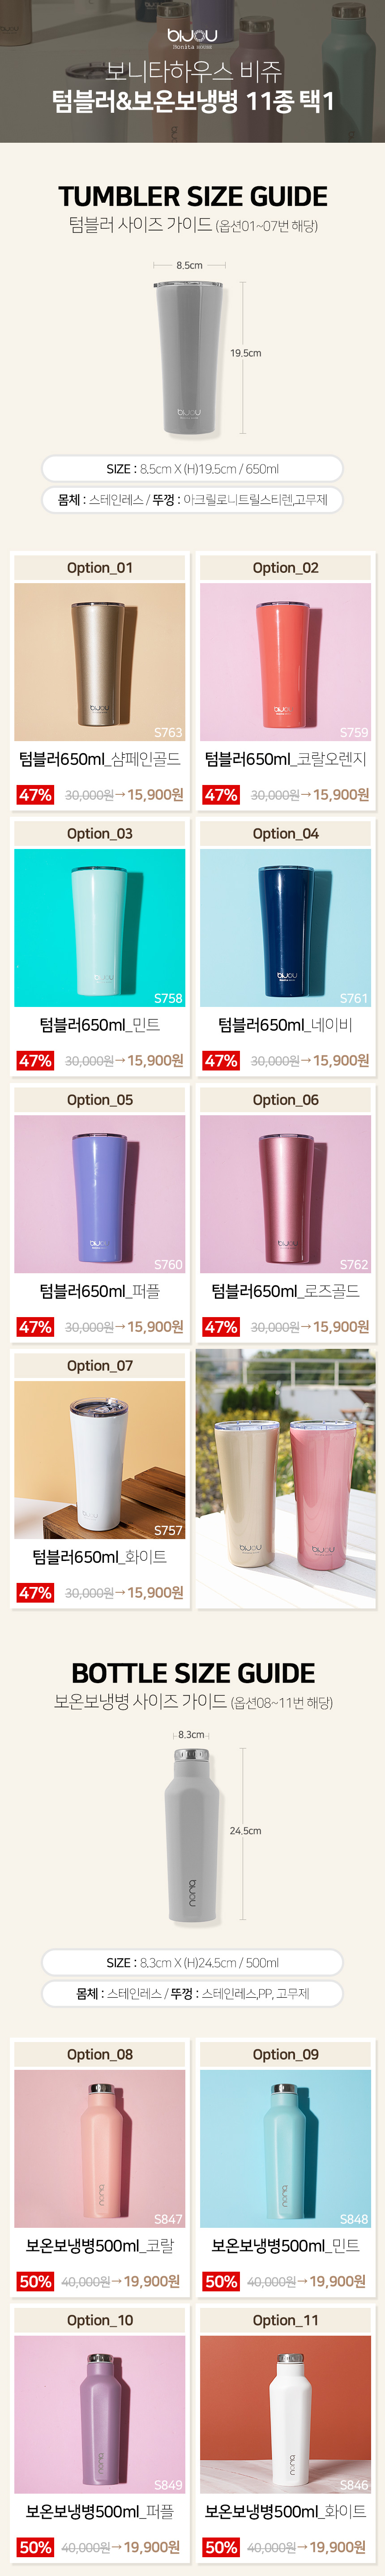 BIJOU
Bonita HOUSE
보니타하우스 비쥬
텀블러&보온보냉병 11종 택1
TUMBLER SIZE GUIDE
텀블러 사이즈 가이드 (옵션01~07번 해당)
8.5cm
19.5cm
BIJOU
SIZE : 8.5cm X (H)19.5cm / 650ml
몸체 : 스테인레스 / 뚜껑 : 아크릴로니트릴스티렌,고무제
Option_01
Option_02
BIJOU
BIJOU
S763
S759
텀블러650ml_샴페인골드
텀블러650ml_코랄오렌지
47% 30,000원→15,900원
47% 30,000원→15,900원
Option_03
Option_04
BIJOU
BIJOU
S758
S761
텀블러650ml_민트
텀블러650ml_네이비
47% 30,000원→15,900원
47% 30,000원→15,900원
Option_05
Option_06
BIJOU
BIJOU
S760
S762
텀블러650ml_퍼플
텀블러650ml_로즈골드
47% 30,000원→15,900원
47% 30,000원→15,900원
Option_07
S757
텀블러650ml_화이트
47% 30,000원→15,900원
BIJOU
BIJOU
BOTTLE SIZE GUIDE
보온보냉병 사이즈 가이드 (옵션08~11번 해당)
8.3cm
24.5cm
BIJOU
SIZE : 8.3cm X (H)24.5cm / 500ml
몸체 : 스테인레스 / 뚜껑 : 스테인레스,PP, 고무제
Option_08
Option_09
BIJOU
BIJOU
S847
S848
보온보냉병500ml_코랄
보온보냉병500ml_민트
50% 40,000원→19,900원
50% 40,000원→19,900원
Option_10
Option_11
BIJOU
BIJOU
S849
S846
보온보냉병500ml_퍼플
보온보냉병500ml_화이트
50% 40,000원→19,900원
50% 40,000원→19,900원